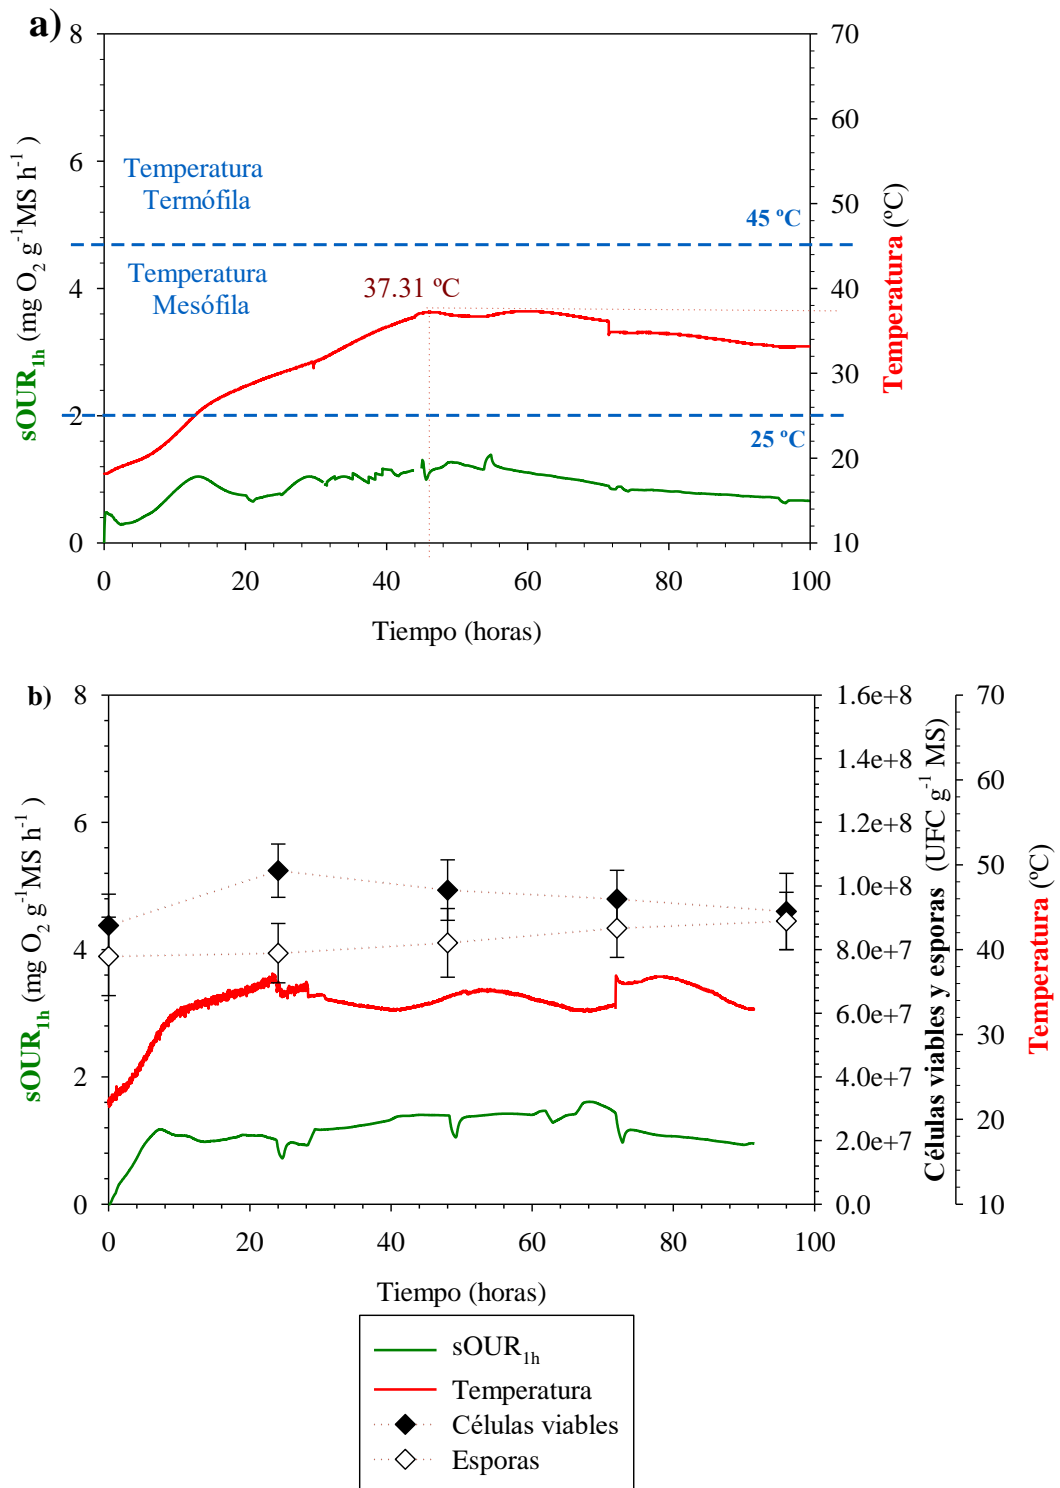 a)
8
6
4
2
0
sOUR1h (mg O2 g-1MS h-1 )
70
60
50
40
30
20
10
Temperatura (ºC)
Temperatura
Termófila
45 ºC
Temperatura
Mesófila
37.31 ºC
25 ºC
0 20 40 60 80 100
Tiempo (horas)
b)
8
6
4
2
0
sOUR1h (mg O2 g-1MS h-1 )
1.6e+8
1.4e+8
1.2e+8
1.0e+8
8.0e+7
6.0e+7
4.0e+7
2.0e+7
0.0
Células viables y esporas (UFC g-1 MS)
70
60
50
40
30
20
10
Temperatura (ºC)
0 20 40 60 80 100
Tiempo (horas)
sOUR1h
Temperatura
Células viables
Esporas